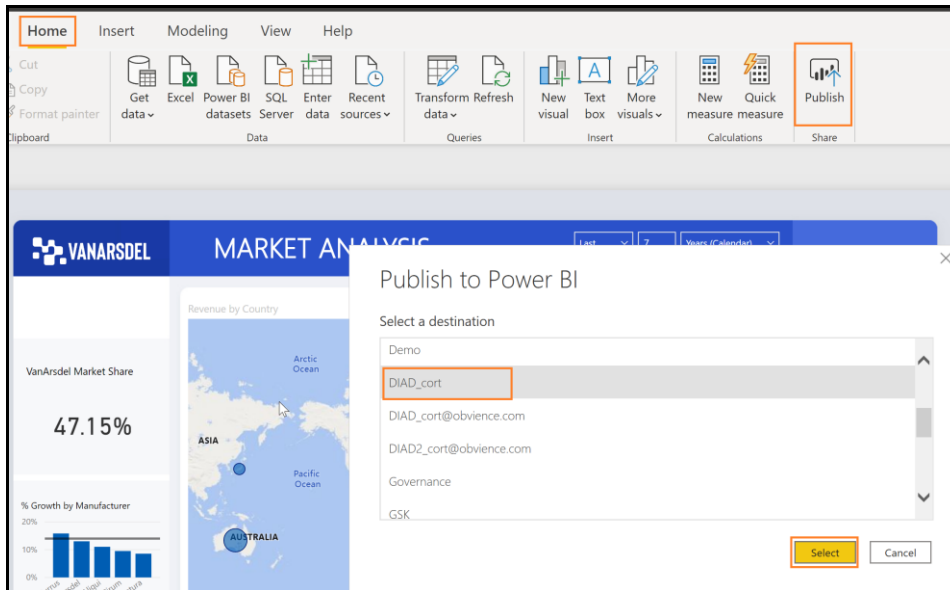 Home Insert Modeling View Help
Cut
Copy
Format painter
Clipboard
Get data
Excel
Power BI datasets
SQL Server
Enter data
Recent sources
Data
Transform data
Refresh
Queries
New visual
Text box
More visuals
Insert
New measure
Quick measure
Calculations
Publish
Share
VANARSDEL
MARKET ANALYSIS
Last 7 Years (Calendar)
Publish to Power BI
Select a destination
Demo
DIAD_cort
DIAD_cort@obvience.com
DIAD2_cort@obvience.com
Governance
GSK
Select Cancel
Revenue by Country
Arctic
Ocean
ASIA
Pacific
Ocean
AUSTRALIA
VanArsdel Market Share
47.15%
% Growth by Manufacturer
20%
10%
0%